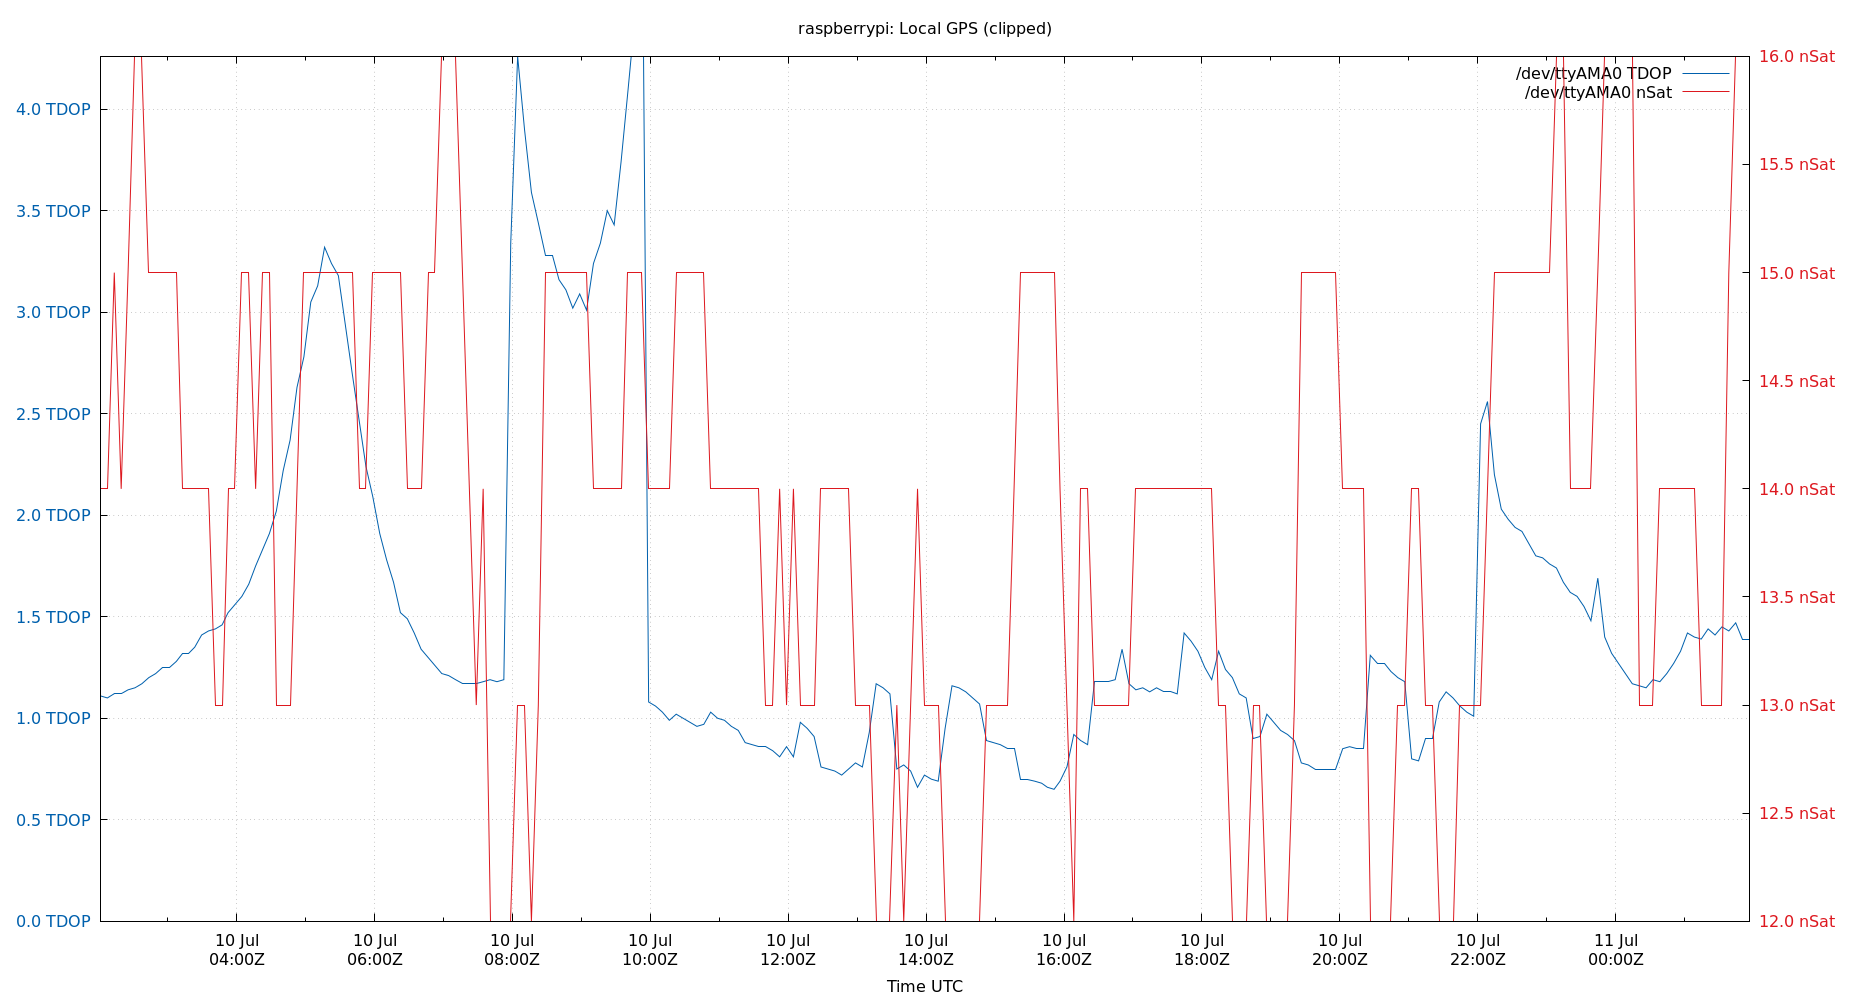 raspberrypi: Local GPS (clipped)
/dev/ttyAMA0 TDOP
/dev/ttyAMA0 nSat
4.0 TDOP
3.5 TDOP
3.0 TDOP
2.5 TDOP
2.0 TDOP
1.5 TDOP
1.0 TDOP
0.5 TDOP
0.0 TDOP
16.0 nSat
15.5 nSat
15.0 nSat
14.5 nSat
14.0 nSat
13.5 nSat
13.0 nSat
12.5 nSat
12.0 nSat
10 Jul
04:00Z
10 Jul
06:00Z
10 Jul
08:00Z
10 Jul
10:00Z
10 Jul
12:00Z
10 Jul
14:00Z
10 Jul
16:00Z
10 Jul
18:00Z
10 Jul
20:00Z
10 Jul
22:00Z
11 Jul
00:00Z
Time UTC